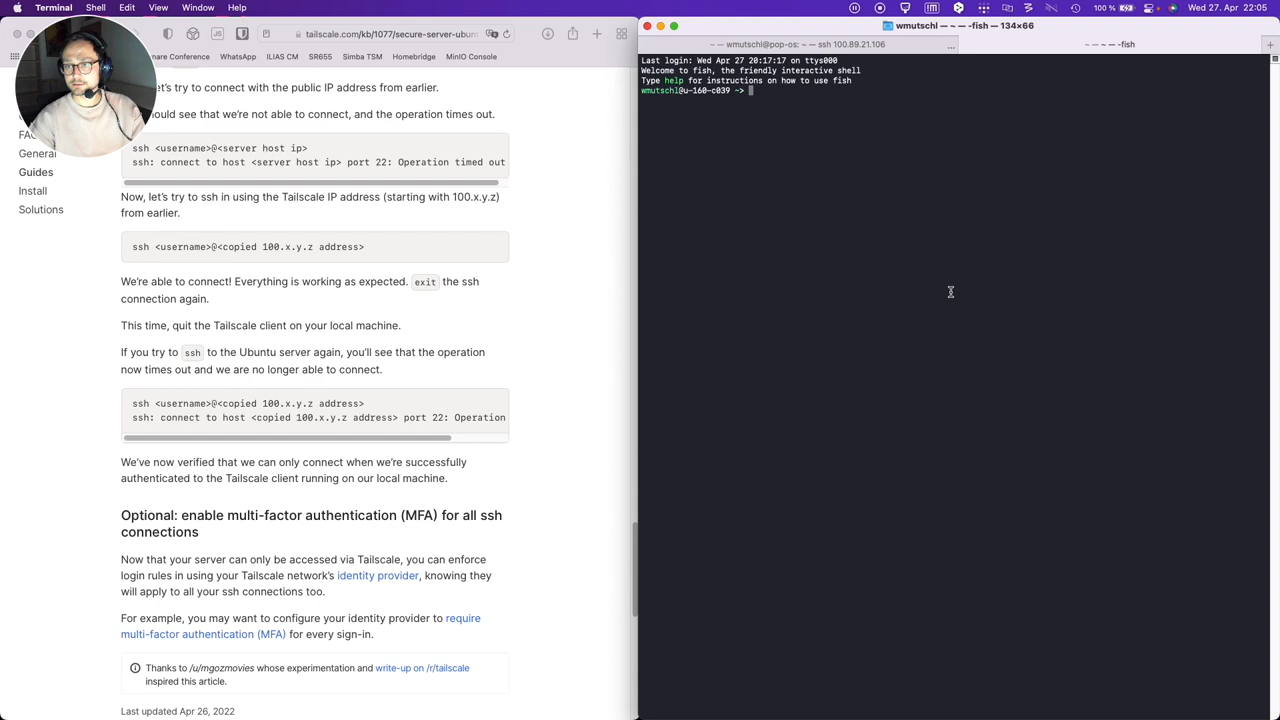 Wed 27. Apr 22:05
tailscale.com/kb/1077/secure-server-ubun
nare Conference WhatsApp ILIAS CM SR655 Simba TSM Homebridge MinIO Console
General
Guides
Install
Solutions
et's try to connect with the public IP address from earlier.
ould see that we're not able to connect, and the operation times out.
ssh <username>@<server host ip>
ssh: connect to host <server host ip> port 22: Operation timed out
Now, let's try to ssh in using the Tailscale IP address (starting with 100.x.y.z)
from earlier.
ssh <username>@<copied 100.x.y.z address>
We're able to connect! Everything is working as expected. exit the ssh
connection again.
This time, quit the Tailscale client on your local machine.
If you try to ssh to the Ubuntu server again, you'll see that the operation
now times out and we are no longer able to connect.
ssh <username>@<copied 100.x.y.z address>
ssh: connect to host <copied 100.x.y.z address> port 22: Operation
We've now verified that we can only connect when we're successfully
authenticated to the Tailscale client running on our local machine.
Optional: enable multi-factor authentication (MFA) for all ssh
connections
Now that your server can only be accessed via Tailscale, you can enforce
login rules in using your Tailscale network's identity provider, knowing they
will apply to all your ssh connections too.
For example, you may want to configure your identity provider to require
multi-factor authentication (MFA) for every sign-in.
Thanks to /u/mgozmovies whose experimentation and write-up on /r/tailscale
inspired this article.
Last updated Apr 26, 2022
wmutschl — ~ — -fish — 134×66
~ — wmutschl@pop-os: ~ — ssh 100.89.21.106 ...
~ — -fish
Last login: Wed Apr 27 20:17:17 on ttys000
Welcome to fish, the friendly interactive shell
Type help for instructions on how to use fish
wmutschl@u-160-c039 ~>